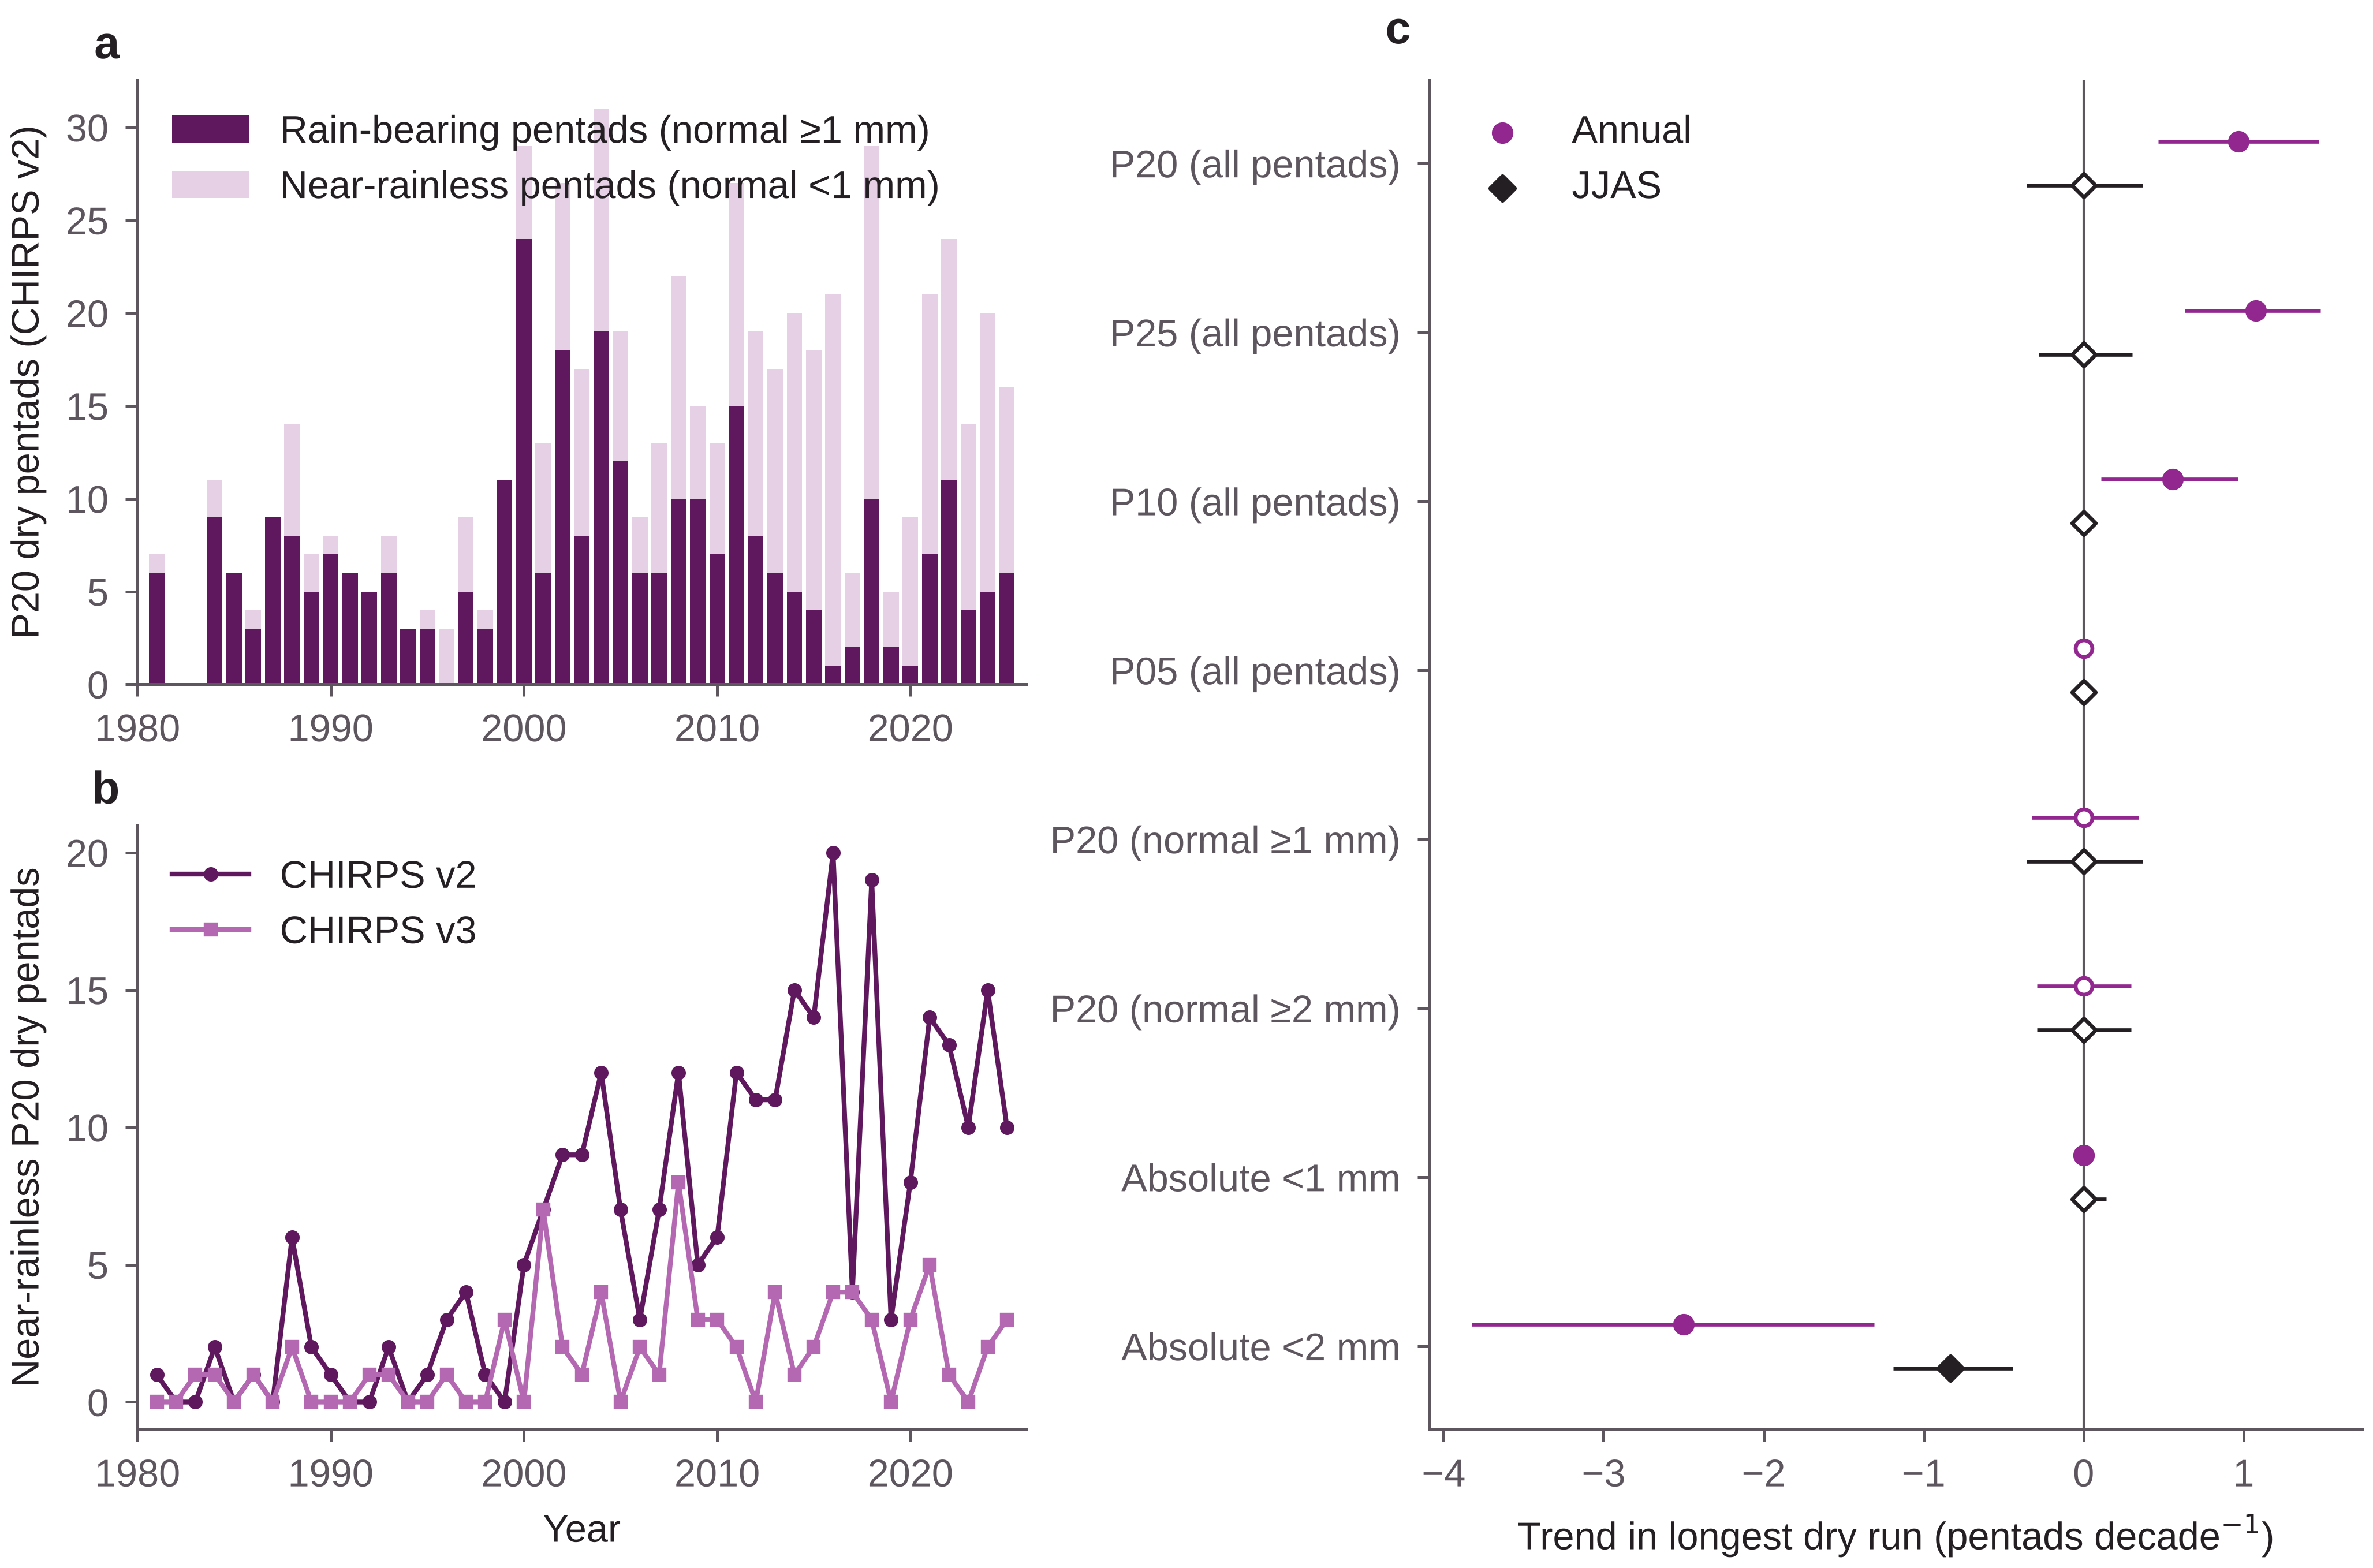 a
P20 dry pentads (CHIRPS v2)
30
25
20
15
10
5
0
Rain-bearing pentads (normal ≥1 mm)
Near-rainless pentads (normal <1 mm)
1980 1990 2000 2010 2020
b
Near-rainless P20 dry pentads
20
15
10
5
0
CHIRPS v2
CHIRPS v3
1980 1990 2000 2010 2020
Year
c
Annual
JJAS
P20 (all pentads)
P25 (all pentads)
P10 (all pentads)
P05 (all pentads)
P20 (normal ≥1 mm)
P20 (normal ≥2 mm)
Absolute <1 mm
Absolute <2 mm
−4 −3 −2 −1 0 1
Trend in longest dry run (pentads decade⁻¹)